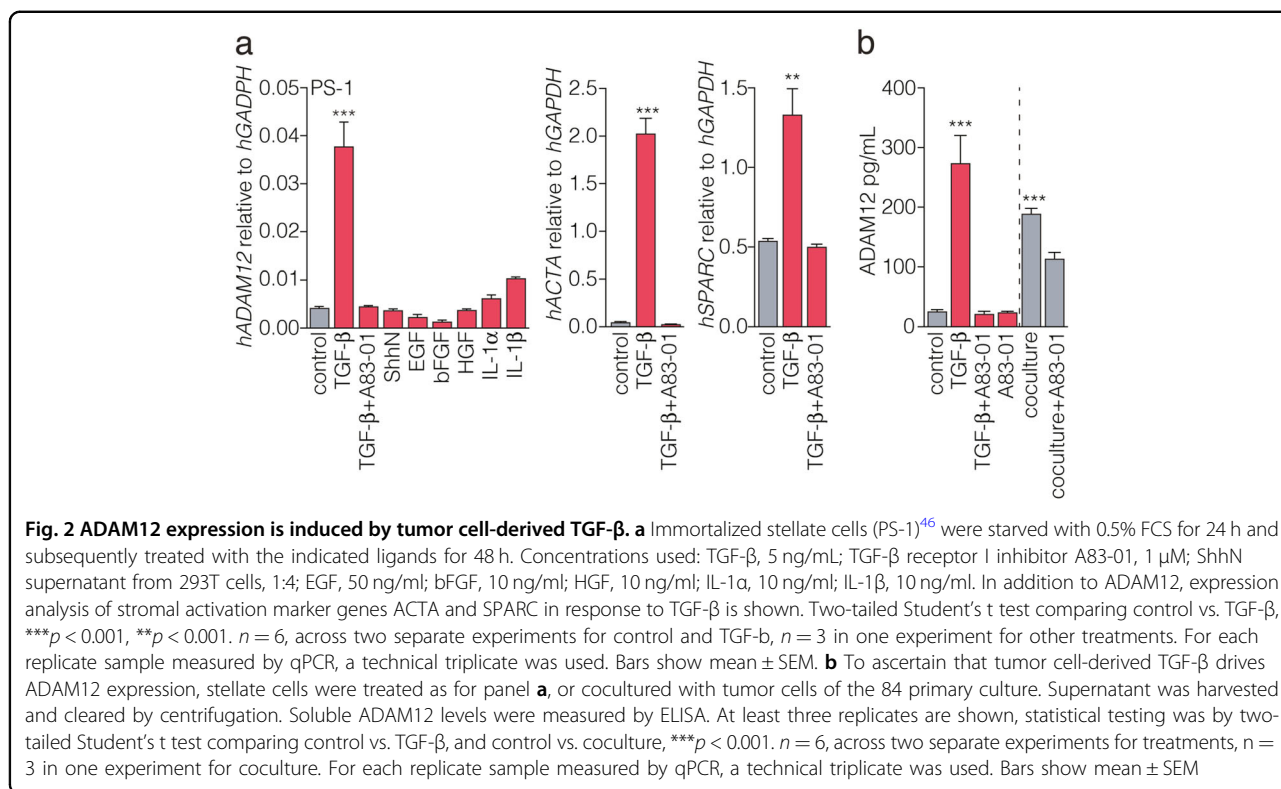 a
hADAM12 relative to hGADPH
0.05
0.04
0.03
0.02
0.01
0.00
PS-1
***
control
TGF-β
TGF-β+A83-01
ShhN
EGF
bFGF
HGF
IL-1α
IL-1β
hACTA relative to hGAPDH
2.5
2.0
1.5
1.0
0.5
0.0
***
control
TGF-β
TGF-β+A83-01
hSPARC relative to hGAPDH
1.5
1.0
0.5
0.0
**
control
TGF-β
TGF-β+A83-01
b
ADAM12 pg/mL
400
300
200
100
0
***
***
control
TGF-β
TGF-β+A83-01
A83-01
coculture
coculture+A83-01
Fig. 2 ADAM12 expression is induced by tumor cell-derived TGF-β. a Immortalized stellate cells (PS-1)46 were starved with 0.5% FCS for 24 h and
subsequently treated with the indicated ligands for 48 h. Concentrations used: TGF-β, 5 ng/mL; TGF-β receptor I inhibitor A83-01, 1 μM; ShhN
supernatant from 293T cells, 1:4; EGF, 50 ng/ml; bFGF, 10 ng/ml; HGF, 10 ng/ml; IL-1α, 10 ng/ml; IL-1β, 10 ng/ml. In addition to ADAM12, expression
analysis of stromal activation marker genes ACTA and SPARC in response to TGF-β is shown. Two-tailed Student's t test comparing control vs. TGF-β,
***p < 0.001, **p < 0.001. n = 6, across two separate experiments for control and TGF-b, n = 3 in one experiment for other treatments. For each
replicate sample measured by qPCR, a technical triplicate was used. Bars show mean ± SEM. b To ascertain that tumor cell-derived TGF-β drives
ADAM12 expression, stellate cells were treated as for panel a, or cocultured with tumor cells of the 84 primary culture. Supernatant was harvested
and cleared by centrifugation. Soluble ADAM12 levels were measured by ELISA. At least three replicates are shown, statistical testing was by two-
tailed Student's t test comparing control vs. TGF-β, and control vs. coculture, ***p < 0.001. n = 6, across two separate experiments for treatments, n =
3 in one experiment for coculture. For each replicate sample measured by qPCR, a technical triplicate was used. Bars show mean ± SEM